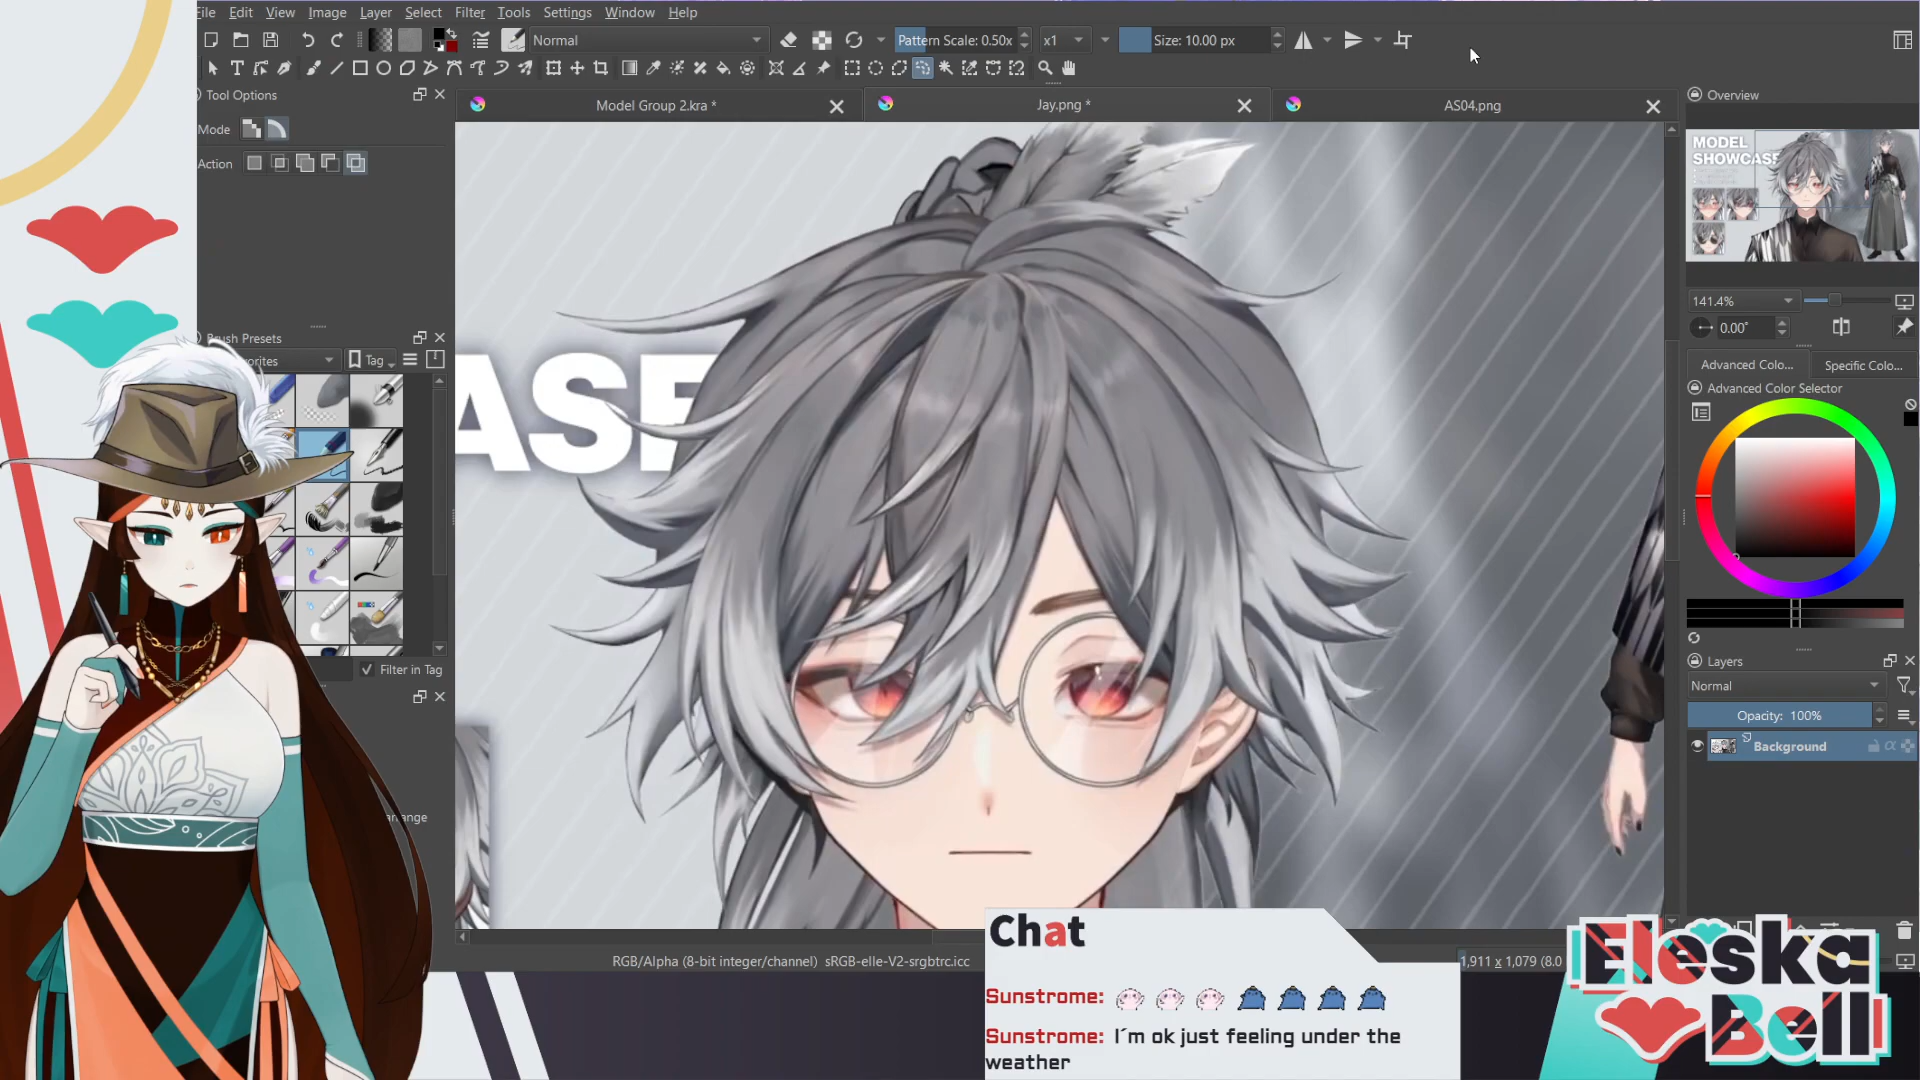 File Edit View Image Layer Select Filter Tools Settings Window Help
Normal
Pattern Scale: 0.50x
x1
Size: 10.00 px
Tool Options
Mode
Action
Model Group 2.kra *
Jay.png *
AS04.png
Overview
MODEL
SHOWCASE
141.4%
0.00°
Advanced Colo...
Specific Colo...
Advanced Color Selector
Brush Presets
Tag
Filter in Tag
ASE
Layers
Normal
Opacity: 100%
Background
RGB/Alpha (8-bit integer/channel) sRGB-elle-V2-srgbtrc.icc
1,911 x 1,079 (8.0
Chat
Sunstrome:
Sunstrome: I´m ok just feeling under the
weather
Eleska
Bell